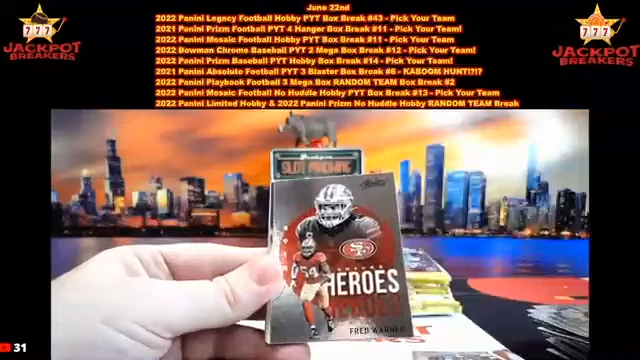 June 22nd
2022 Panini Legacy Football Hobby PYT Box Break #43 - Pick Your Team
2021 Panini Prizm Football PYT 4 Hanger Box Break #11 - Pick Your Team!
2022 Panini Mosaic Football Hobby PYT Box Break #11 - Pick Your Team
2022 Bowman Chrome Baseball PYT 2 Mega Box Break #12 - Pick Your Team!
2022 Panini Prizm Baseball PYT Hobby Box Break #14 - Pick Your Team!
2021 Panini Absolute Football PYT 3 Blaster Box Break #6 - KABOOM HUNT!?!?
2022 Panini Playbook Football 3 Mega Box RANDOM TEAM Box Break #2
2022 Panini Mosaic Football No Huddle Hobby PYT Box Break #13 - Pick Your Team
2022 Panini Limited Hobby & 2022 Panini Prizm No Huddle Hobby RANDOM TEAM Break
777
JACKPOT
BREAKERS
777
JACKPOT
BREAKERS
SLOT MACHINE
SF
54
HEROES
FRED WARNER
31